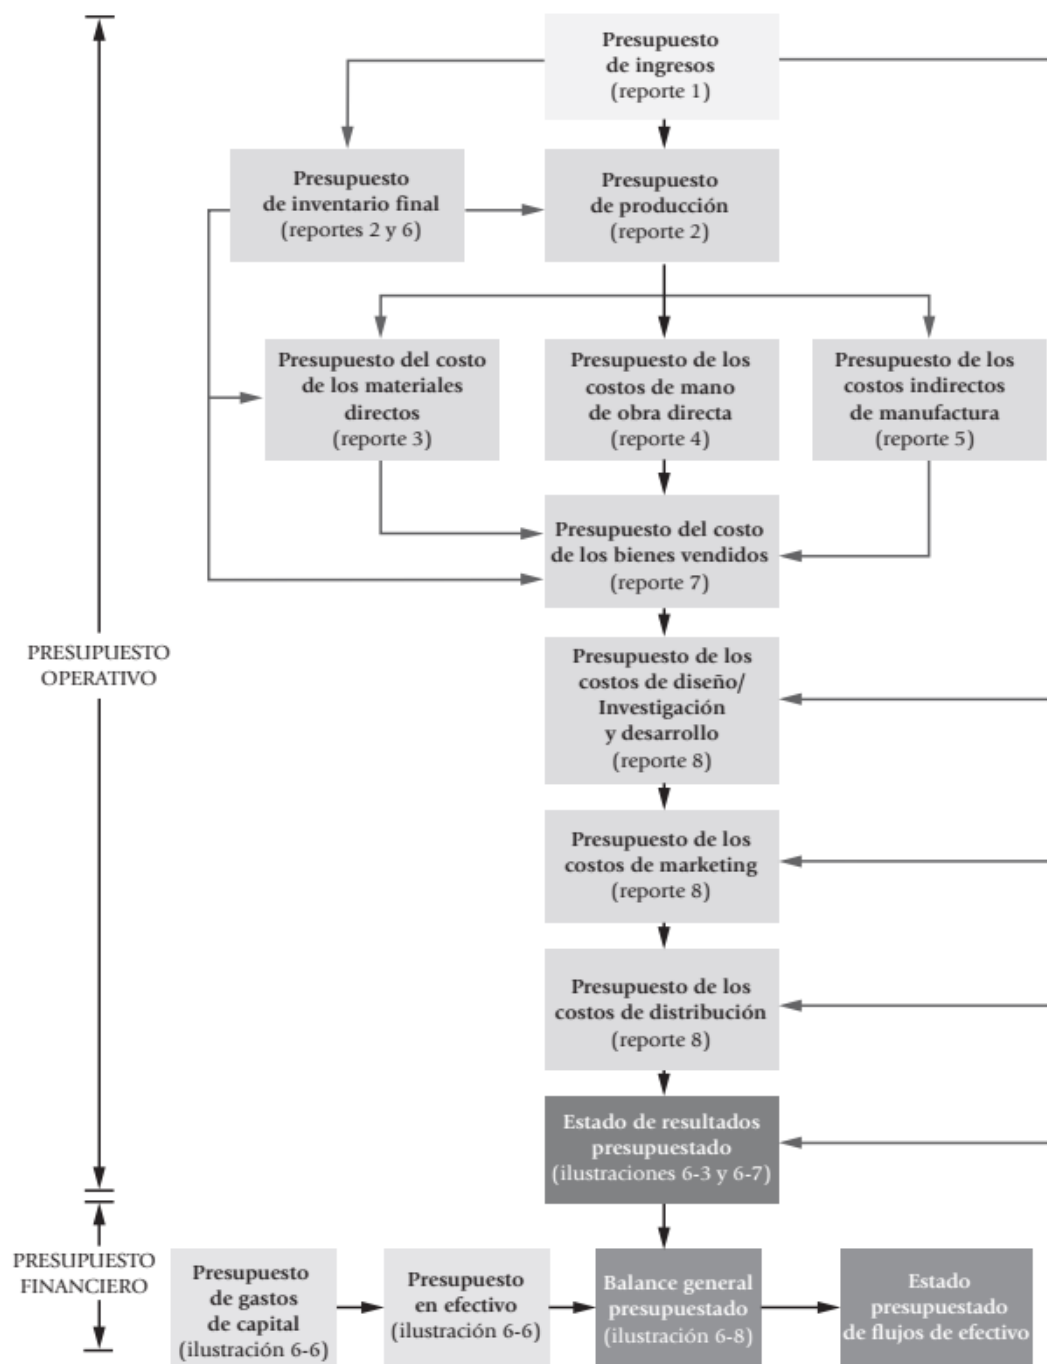 Presupuesto
de ingresos
(reporte 1)
Presupuesto
de inventario final
(reportes 2 y 6)
Presupuesto
de producción
(reporte 2)
Presupuesto del costo
de los materiales
directos
(reporte 3)
Presupuesto de los
costos de mano
de obra directa
(reporte 4)
Presupuesto de los
costos indirectos
de manufactura
(reporte 5)
Presupuesto del costo
de los bienes vendidos
(reporte 7)
PRESUPUESTO
OPERATIVO
Presupuesto de los
costos de diseño/
Investigación
y desarrollo
(reporte 8)
Presupuesto de los
costos de marketing
(reporte 8)
Presupuesto de los
costos de distribución
(reporte 8)
Estado de resultados
presupuestado
(ilustraciones 6-3 y 6-7)
PRESUPUESTO
FINANCIERO
Presupuesto
de gastos
de capital
(ilustración 6-6)
Presupuesto
en efectivo
(ilustración 6-6)
Balance general
presupuestado
(ilustración 6-8)
Estado
presupuestado
de flujos de efectivo